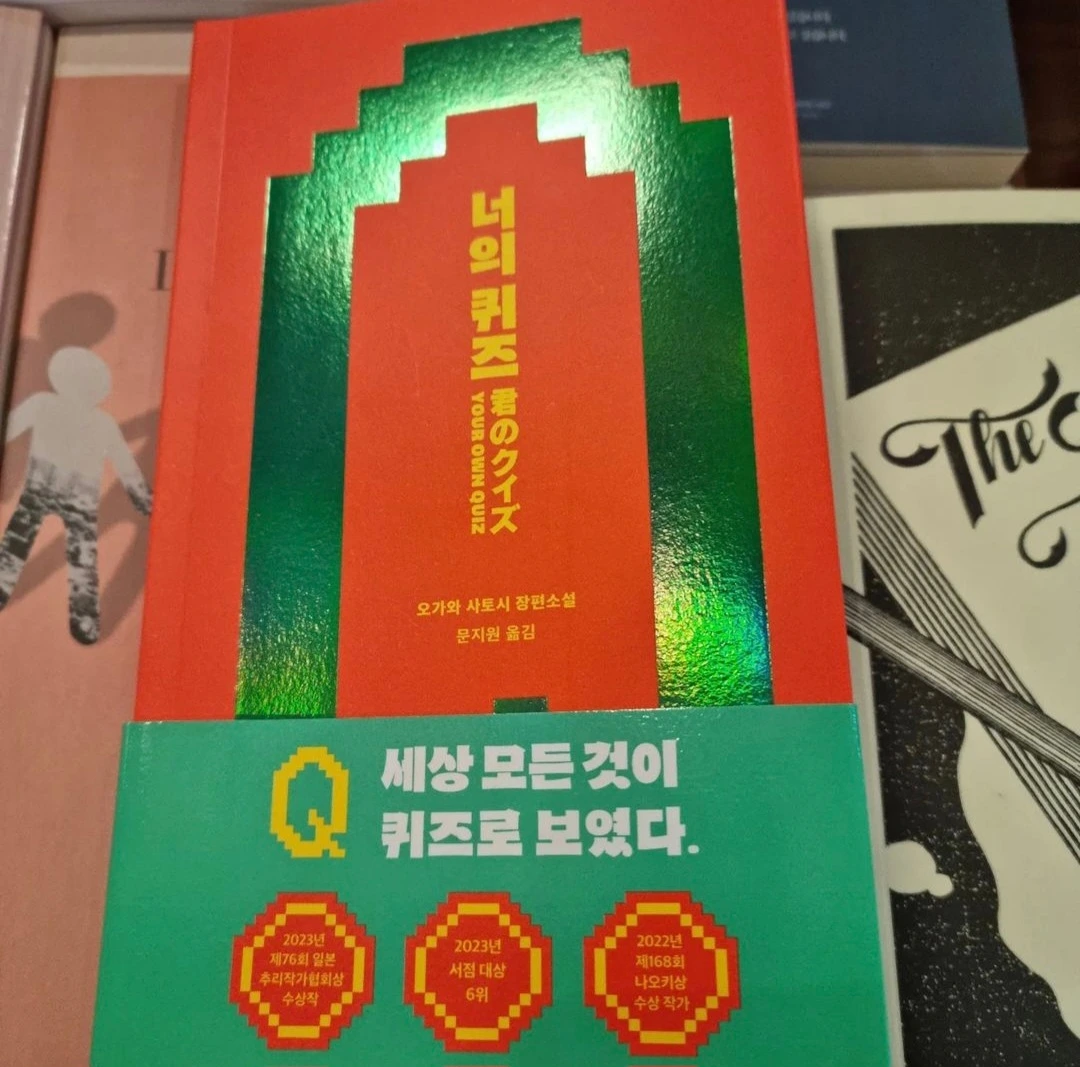 너의 퀴즈
君のクイズ
YOUR OWN QUIZ
오가와 사토시 장편소설
문지원 옮김
Q
세상 모든 것이
퀴즈로 보였다.
2023년
제76회 일본
추리작가협회상
수상작
2023년
서점 대상
6위
2022년
제168회
나오키상
수상 작가
The